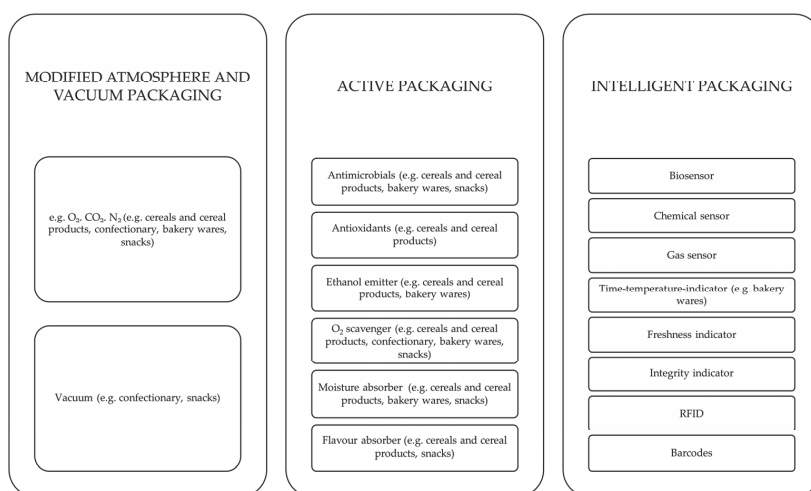 MODIFIED ATMOSPHERE AND
VACUUM PACKAGING
e.g. O₂, CO₂, N₂ (e.g. cereals and cereal
products, confectionary, bakery wares,
snacks)
Vacuum (e.g. confectionary, snacks)
ACTIVE PACKAGING
Antimicrobials (e.g. cereals and cereal
products, bakery wares, snacks)
Antioxidants (e.g. cereals and cereal
products)
Ethanol emitter (e.g. cereals and cereal
products, bakery wares)
O₂ scavenger (e.g. cereals and cereal
products, confectionary, bakery wares,
snacks)
Moisture absorber (e.g. cereals and cereal
products, bakery wares, snacks)
Flavour absorber (e.g. cereals and cereal
products, snacks)
INTELLIGENT PACKAGING
Biosensor
Chemical sensor
Gas sensor
Time-temperature-indicator (e.g. bakery
wares)
Freshness indicator
Integrity indicator
RFID
Barcodes